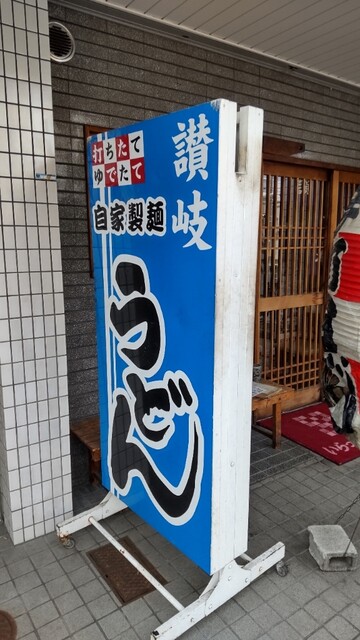 讃岐
打ちたて
ゆでたて
自家製麺
うどん